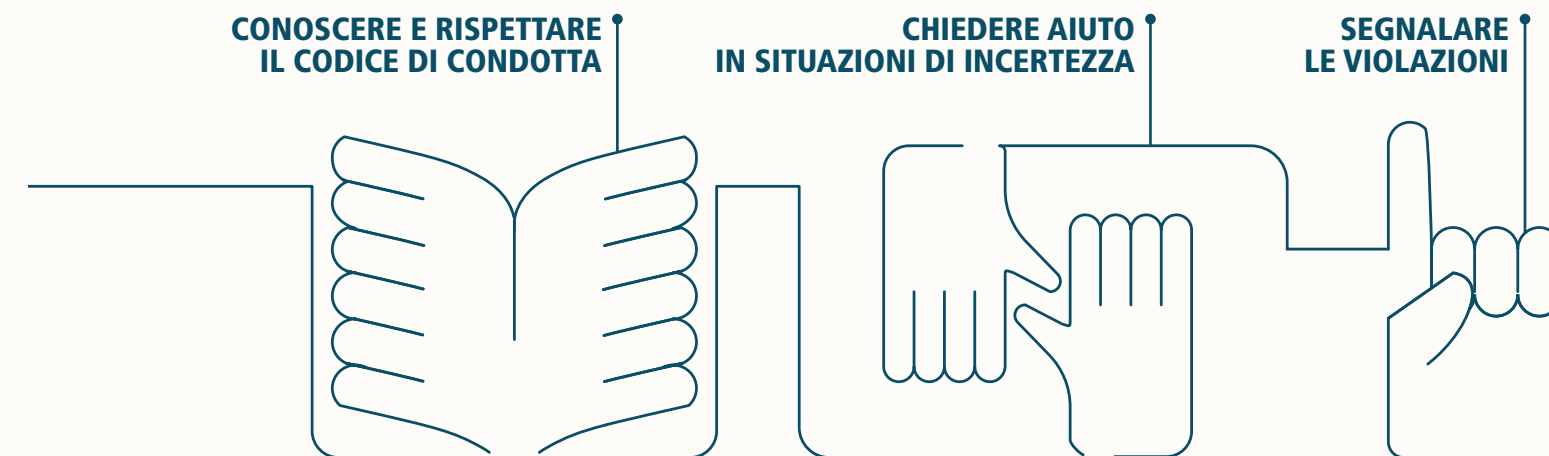 CONOSCERE E RISPETTARE
IL CODICE DI CONDOTTA
CHIEDERE AIUTO
IN SITUAZIONI DI INCERTEZZA
SEGNALARE
LE VIOLAZIONI